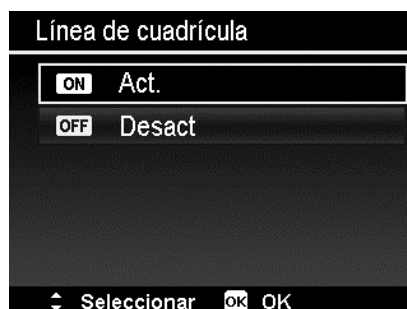 Línea de cuadrícula
ON Act.
OFF Desact
Seleccionar OK OK